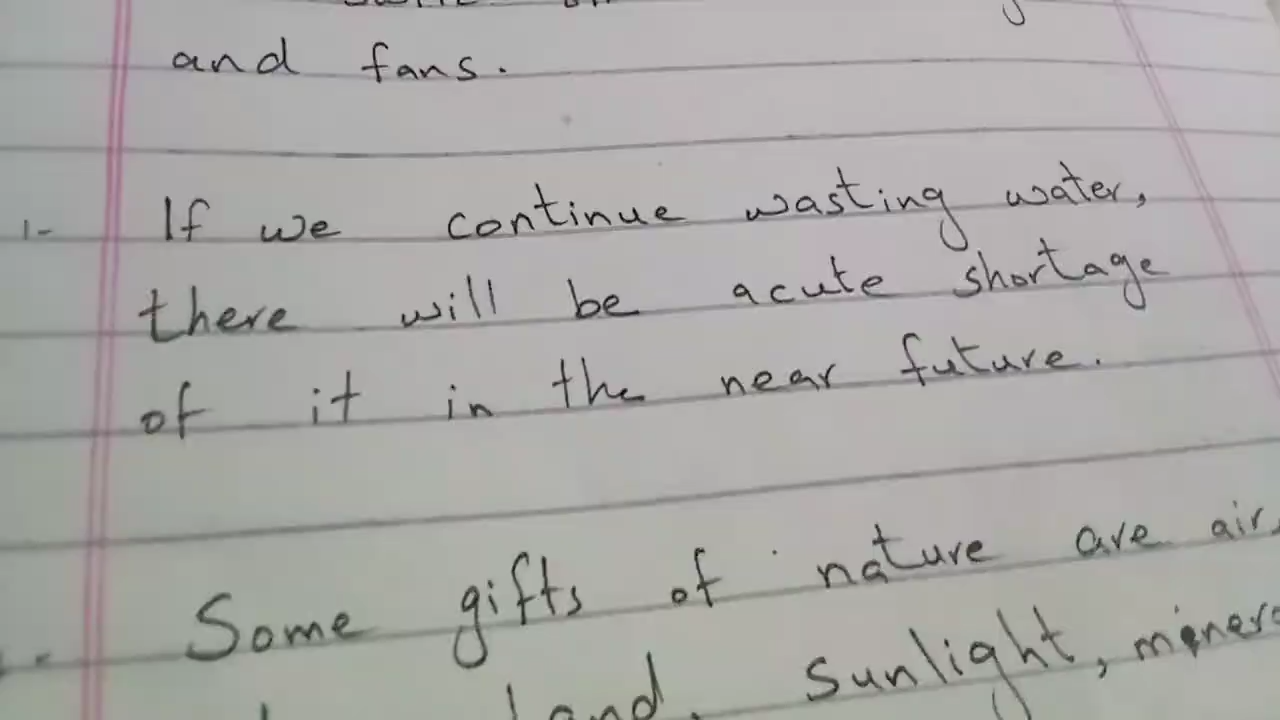 and fans.
1- If we continue wasting water,
there will be acute shortage
of it in the near future.
Some gifts of nature are air,
land, sunlight,